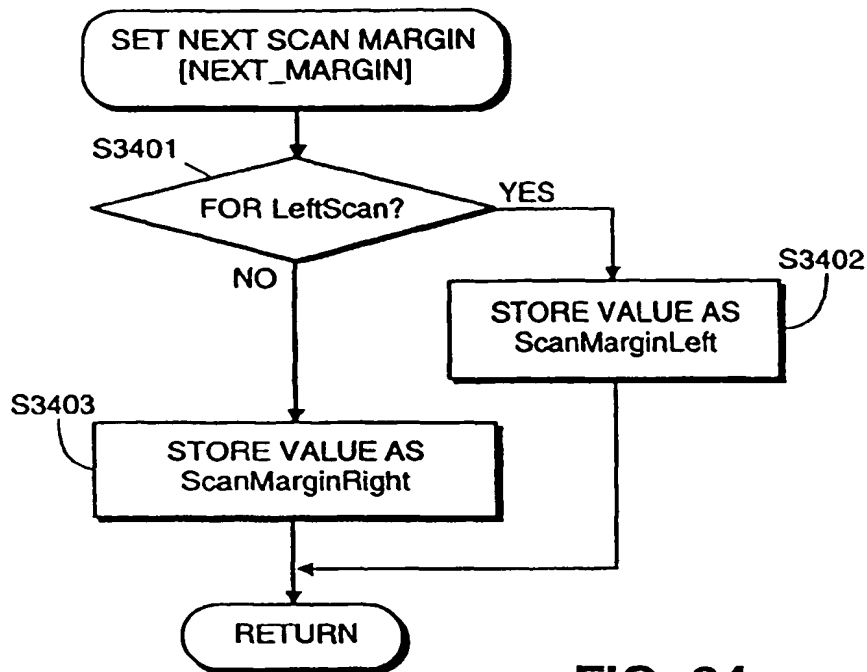 SET NEXT SCAN MARGIN
[NEXT_MARGIN]
S3401
FOR LeftScan?
YES
NO
S3402
STORE VALUE AS
ScanMarginLeft
S3403
STORE VALUE AS
ScanMarginRight
RETURN